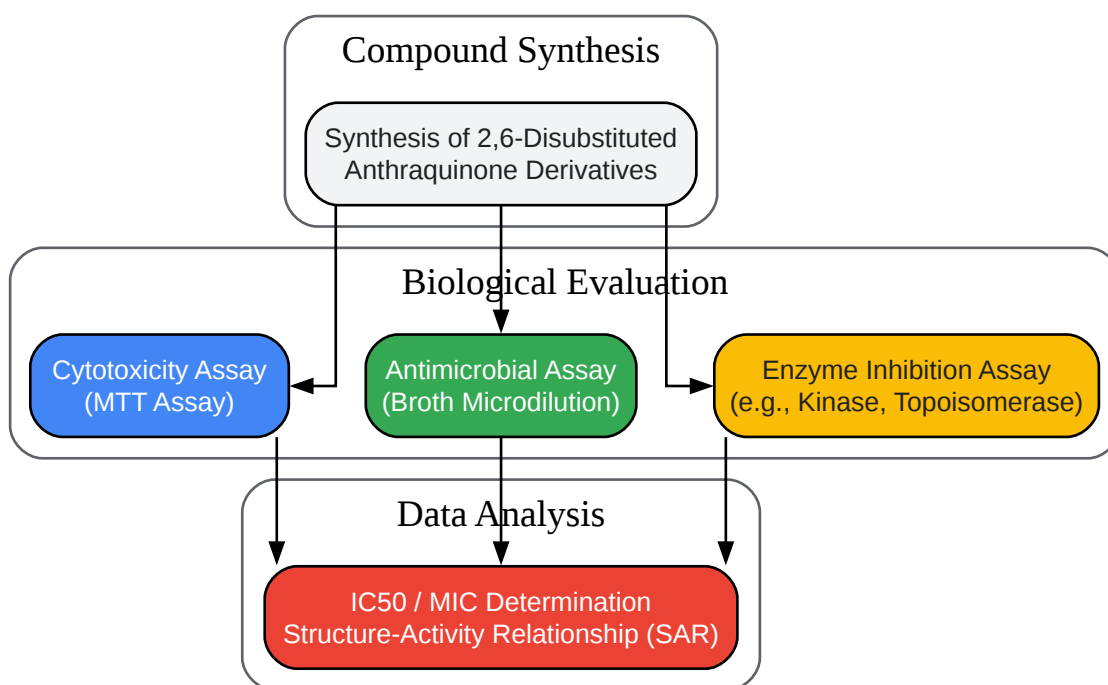 Compound Synthesis
Synthesis of 2,6-Disubstituted
Anthraquinone Derivatives
Biological Evaluation
Cytotoxicity Assay
(MTT Assay)
Antimicrobial Assay
(Broth Microdilution)
Enzyme Inhibition Assay
(e.g., Kinase, Topoisomerase)
Data Analysis
IC50 / MIC Determination
Structure-Activity Relationship (SAR)